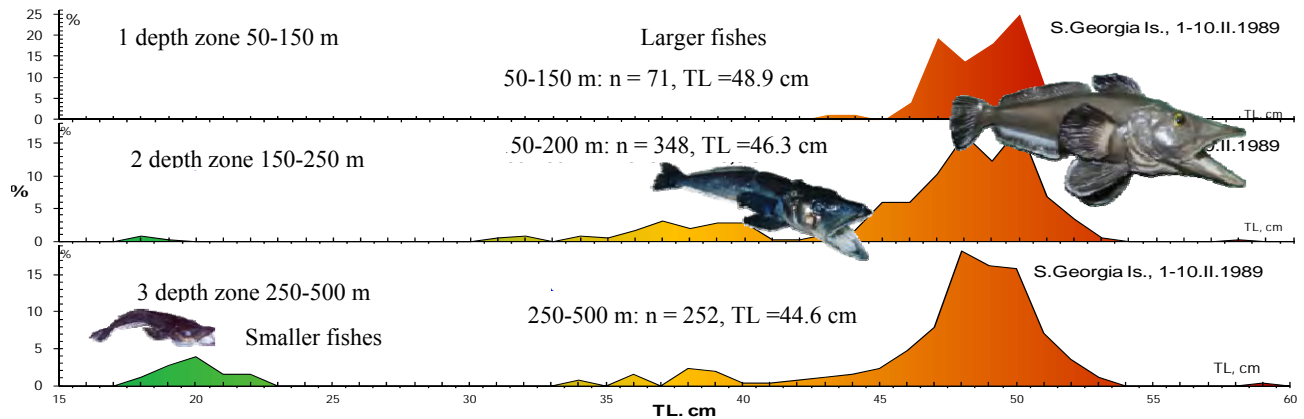 25 % 1 depth zone 50-150 m Larger fishes S.Georgia Is., 1-10.II.1989
20
15 50-150 m: n = 71, TL =48.9 cm
10
5
0 TL, cm
% 50-200 m: n = 348, TL =46.3 cm 1989
15 2 depth zone 150-250 m
10
%
5
0 TL, cm
% S.Georgia Is., 1-10.II.1989
15 3 depth zone 250-500 m
10 250-500 m: n = 252, TL =44.6 cm
Smaller fishes
5 TL, cm
0
15 20 25 30 35 40 45 50 55 60
TL, cm